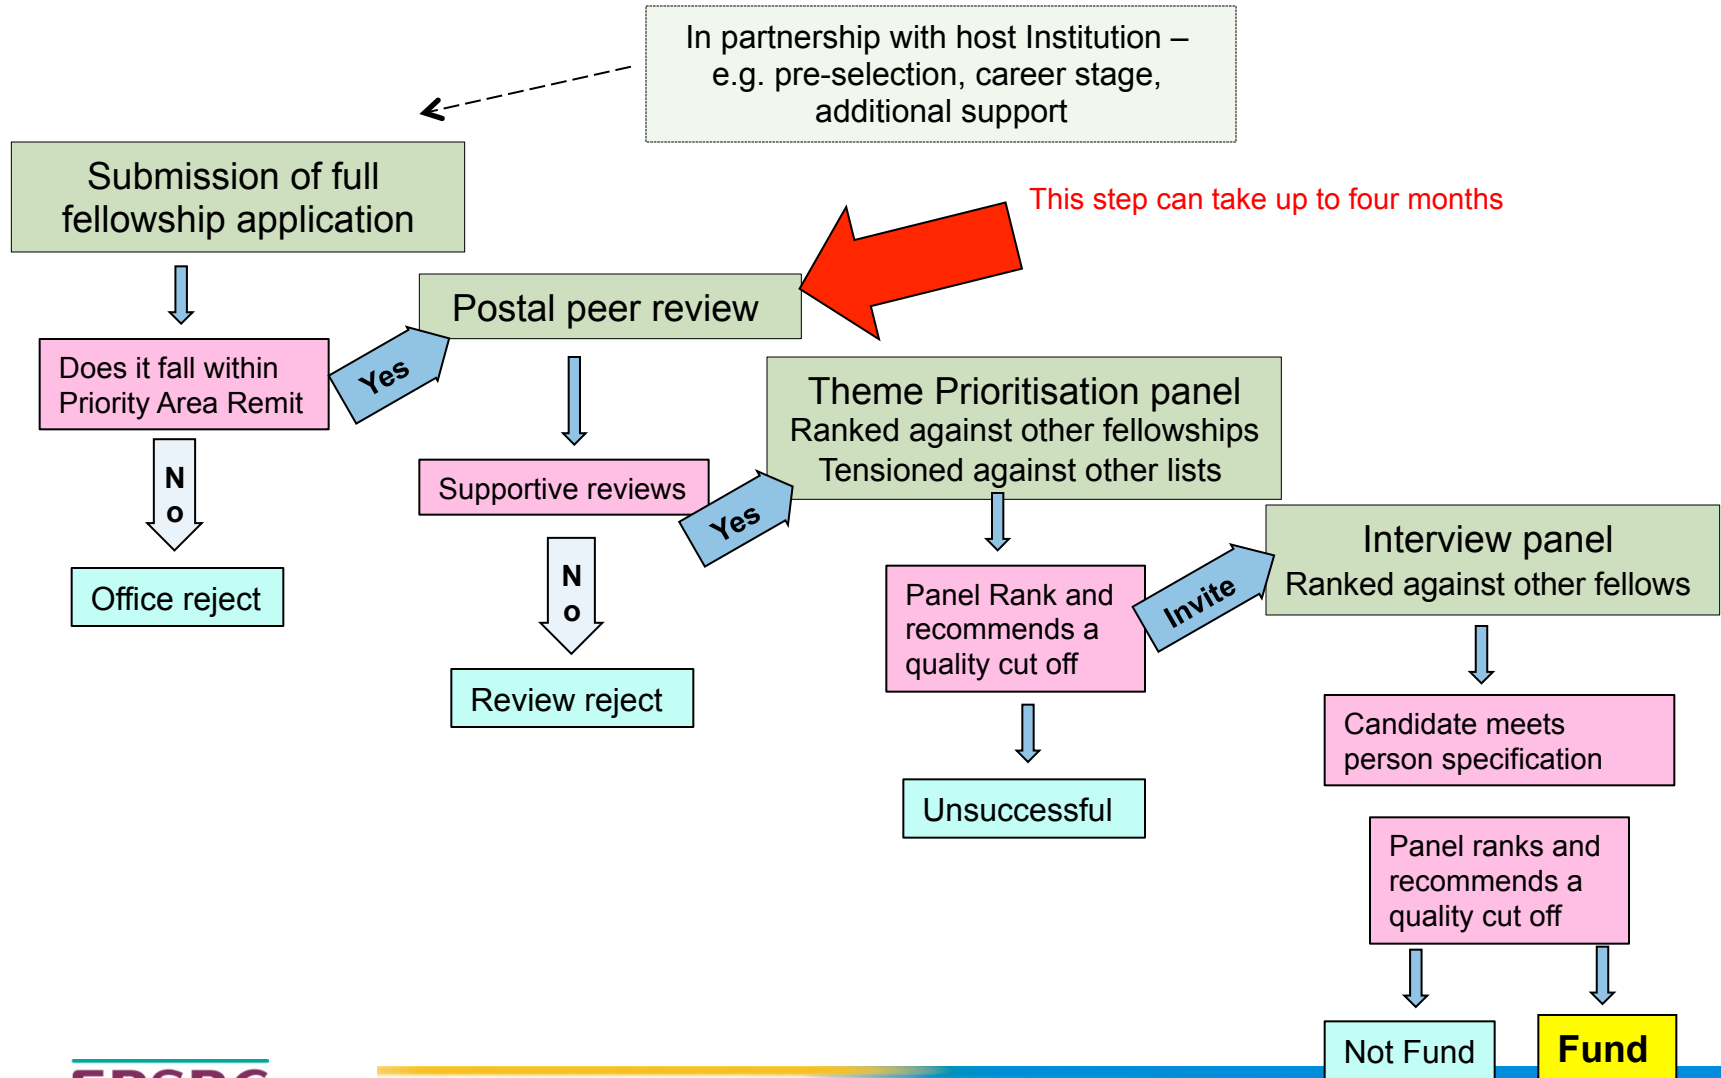 In partnership with host Institution –
e.g. pre-selection, career stage,
additional support
Submission of full
fellowship application
This step can take up to four months
Postal peer review
Does it fall within
Priority Area Remit
Yes
Theme Prioritisation panel
Ranked against other fellowships
Tensioned against other lists
N
o
Supportive reviews
Yes
Interview panel
Ranked against other fellows
Office reject
N
o
Panel Rank and
recommends a
quality cut off
Invite
Review reject
Candidate meets
person specification
Unsuccessful
Panel ranks and
recommends a
quality cut off
Not Fund
Fund
EPSRC